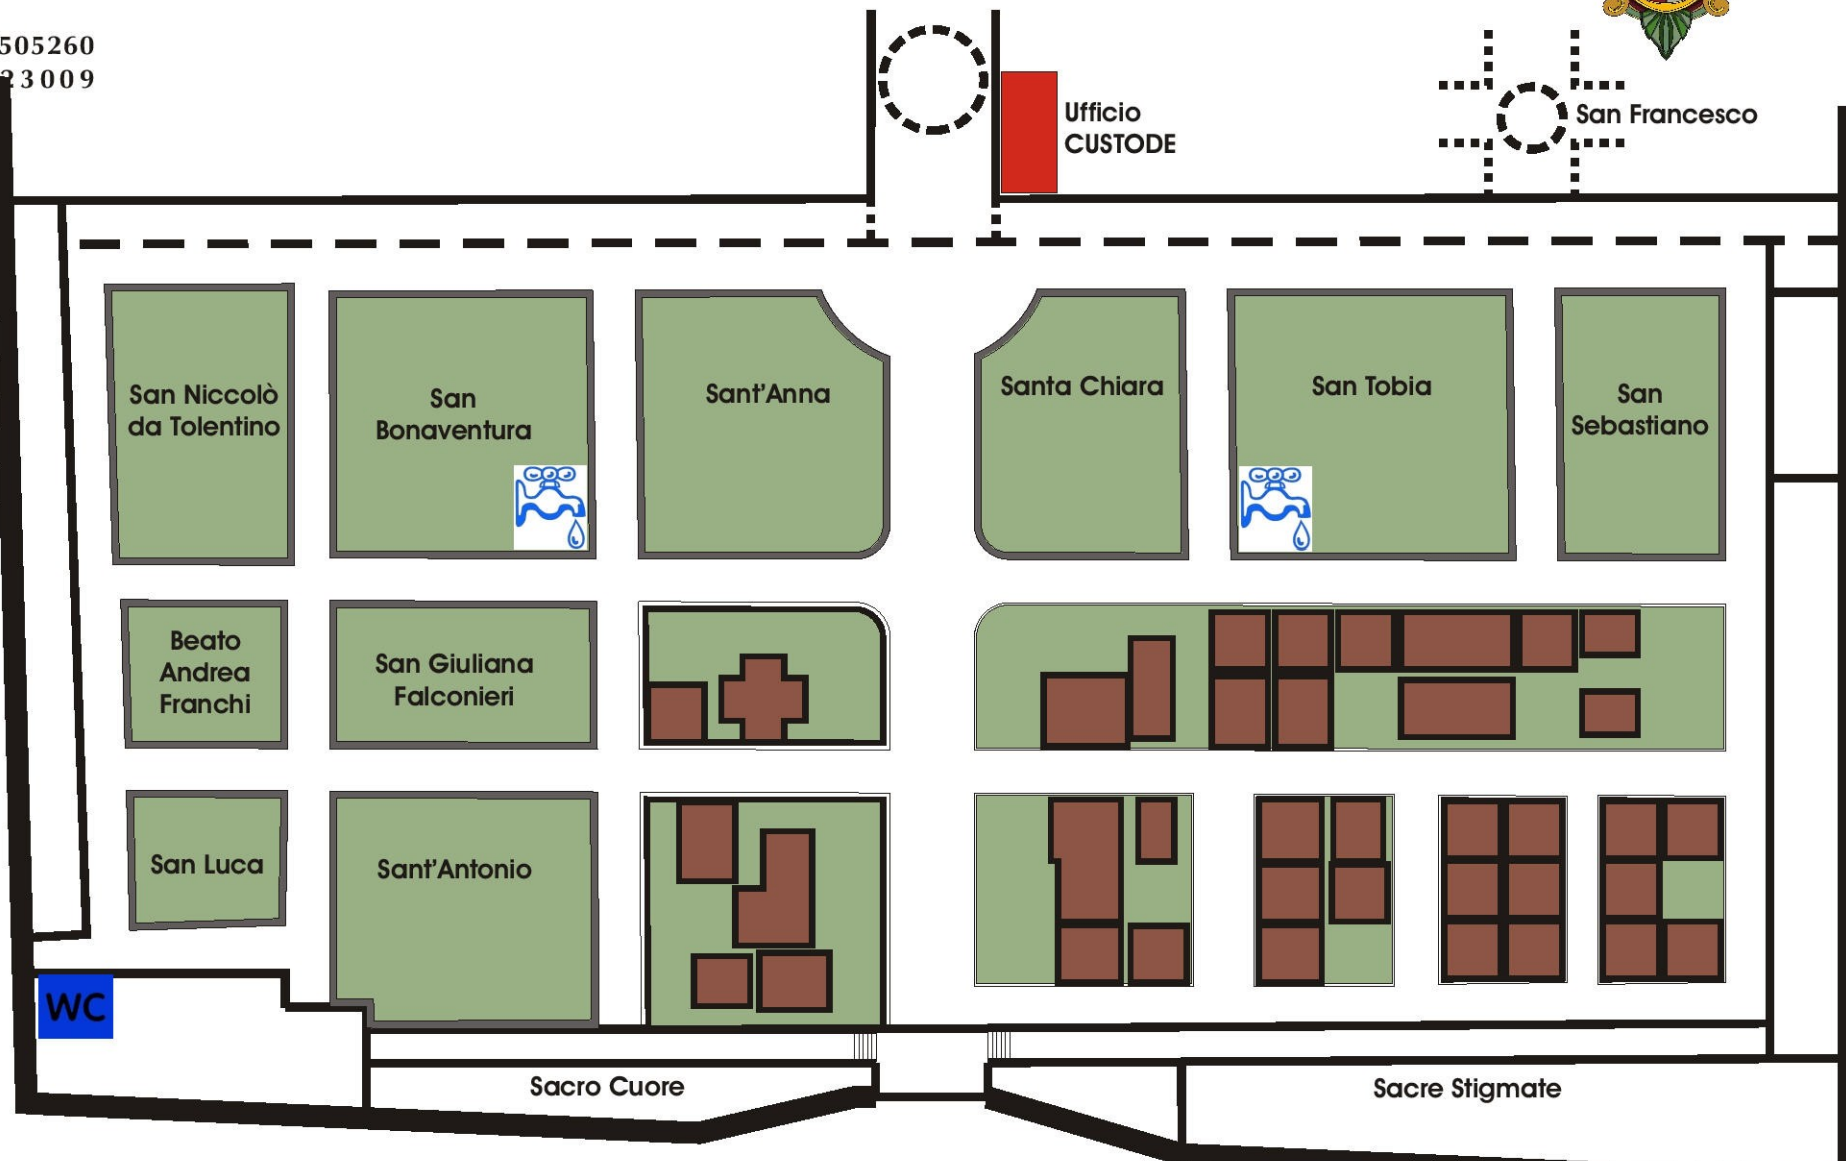 505260
23009
Ufficio
CUSTODE
San Francesco
San Niccolò
da Tolentino
San
Bonaventura
Sant'Anna
Santa Chiara
San Tobia
San
Sebastiano
Beato
Andrea
Franchi
San Giuliana
Falconieri
San Luca
Sant'Antonio
WC
Sacro Cuore
Sacre Stigmate